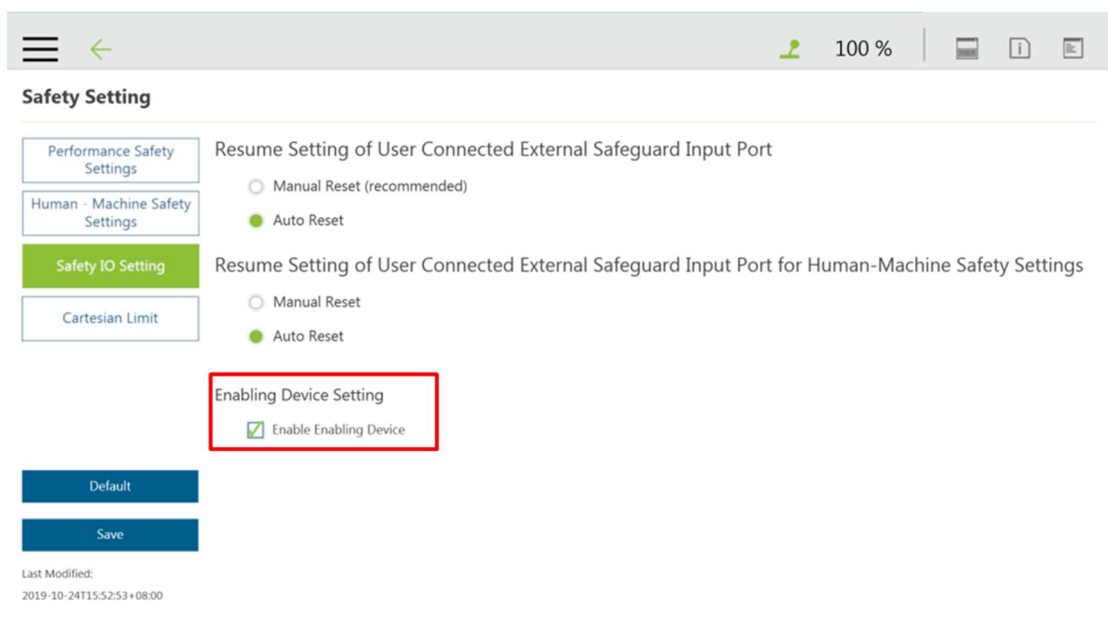 100 %
Safety Setting
Performance Safety
Settings
Human - Machine Safety
Settings
Safety IO Setting
Cartesian Limit
Resume Setting of User Connected External Safeguard Input Port
Manual Reset (recommended)
Auto Reset
Resume Setting of User Connected External Safeguard Input Port for Human-Machine Safety Settings
Manual Reset
Auto Reset
Enabling Device Setting
Enable Enabling Device
Default
Save
Last Modified:
2019-10-24T15:52:53+08:00